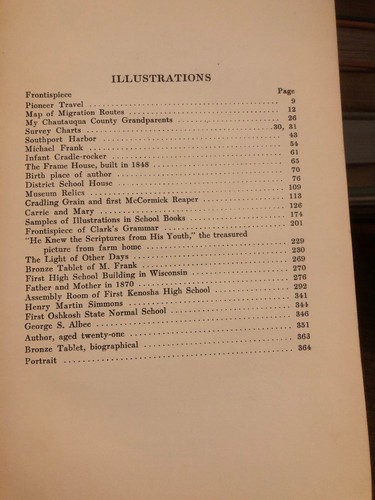 ILLUSTRATIONS
Frontispiece Page
Pioneer Travel 9
Map of Migration Routes 12
My Chautauqua County Grandparents 26
Survey Charts 30, 31
Southport Harbor 43
Michael Frank 54
Infant Cradle-rocker 61
The Frame House, built in 1848 65
Birth place of author 70
District School House 76
Museum Relics 109
Cradling Grain and first McCormick Reaper 113
Carrie and Mary 126
Samples of Illustrations in School Books 174
Frontispiece of Clark's Grammar 201
"He Knew the Scriptures from His Youth," the treasured
picture from farm home 229
The Light of Other Days 230
Bronze Tablet of M. Frank 269
First High School Building in Wisconsin 270
Father and Mother in 1870 276
Assembly Room of First Kenosha High School 292
Henry Martin Simmons 341
First Oshkosh State Normal School 344
George S. Albee 346
Author, aged twenty-one 351
Bronze Tablet, biographical 363
Portrait 364